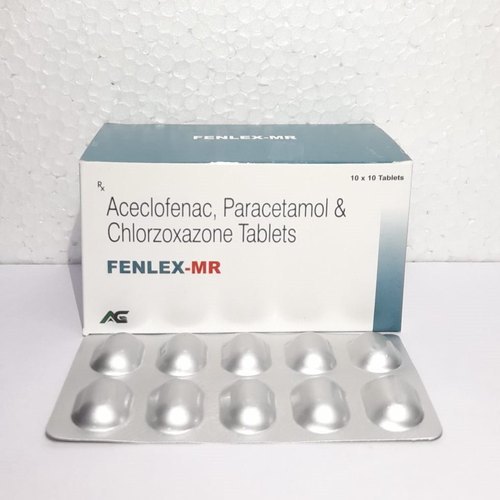 FENLEX-MR
10 x 10 Tablets
Rx
Aceclofenac, Paracetamol &
Chlorzoxazone Tablets
FENLEX-MR
AG